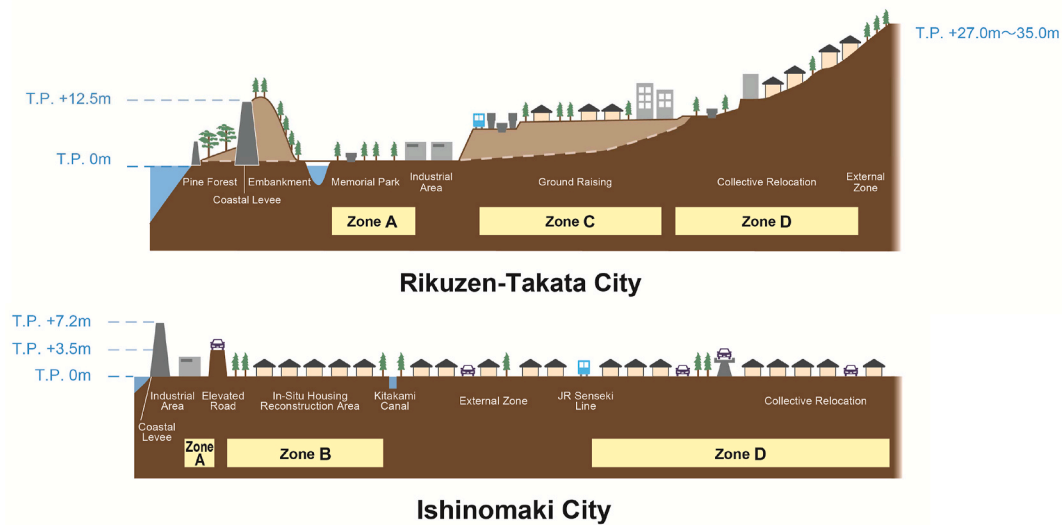 T.P. +27.0m～35.0m
T.P. +12.5m
T.P. 0m
Pine Forest
Embankment
Coastal Levee
Memorial Park
Industrial
Area
Ground Raising
Collective Relocation
External
Zone
Zone A
Zone C
Zone D
Rikuzen-Takata City
T.P. +7.2m
T.P. +3.5m
T.P. 0m
Industrial
Area
Elevated
Road
In-Situ Housing
Reconstruction Area
Kitakami
Canal
External Zone
JR Senseki
Line
Collective Relocation
Coastal
Levee
Zone
A
Zone B
Zone D
Ishinomaki City